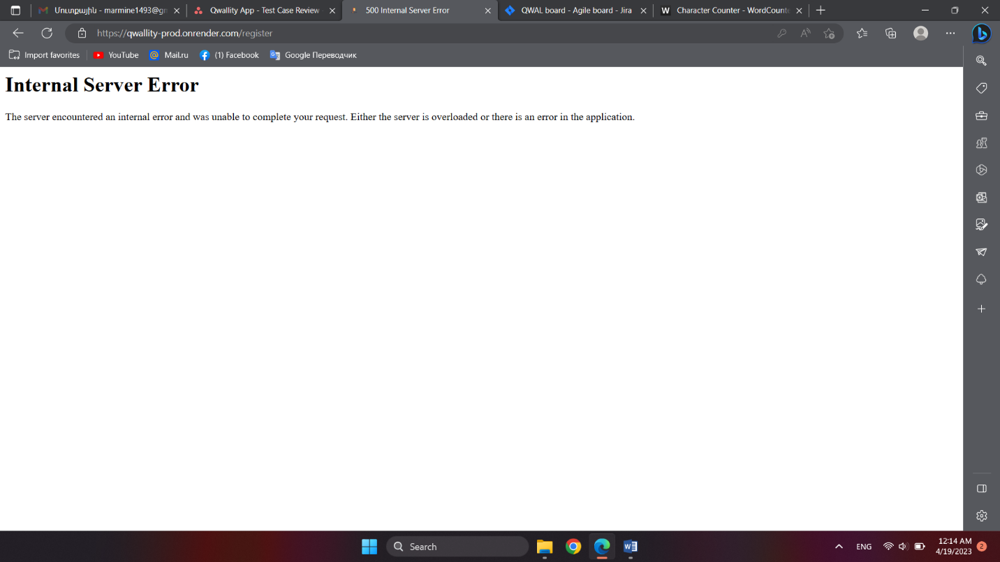 Մուտքային - marmine1493@gm
Qwallity App - Test Case Review
500 Internal Server Error
QWAL board - Agile board - Jira
W Character Counter - WordCounte
https://qwallity-prod.onrender.com/register
Import favorites
YouTube
Mail.ru
(1) Facebook
Google Переводчик
Internal Server Error
The server encountered an internal error and was unable to complete your request. Either the server is overloaded or there is an error in the application.
Search
ENG
12:14 AM
4/19/2023
2